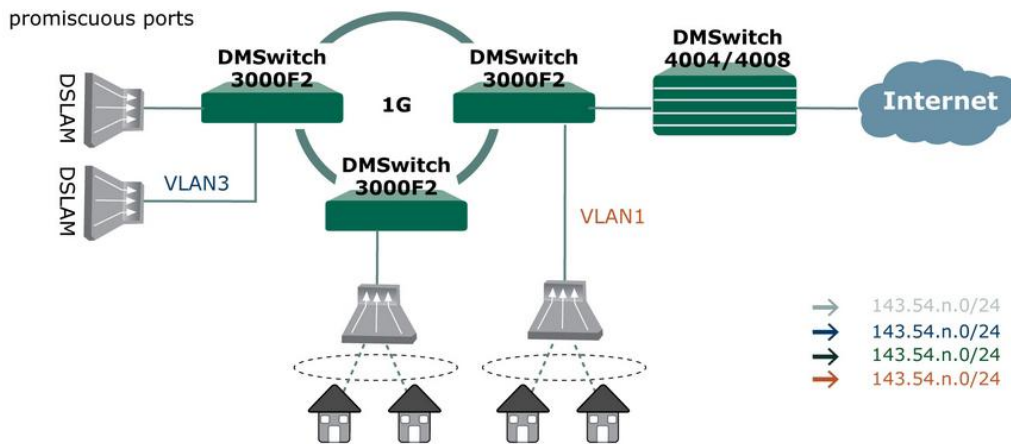 promiscuous ports
DMSwitch
3000F2
DMSwitch
3000F2
DMSwitch
4004/4008
DSLAM
1G
Internet
DMSwitch
3000F2
DSLAM
VLAN3
VLAN1
143.54.n.0/24
143.54.n.0/24
143.54.n.0/24
143.54.n.0/24